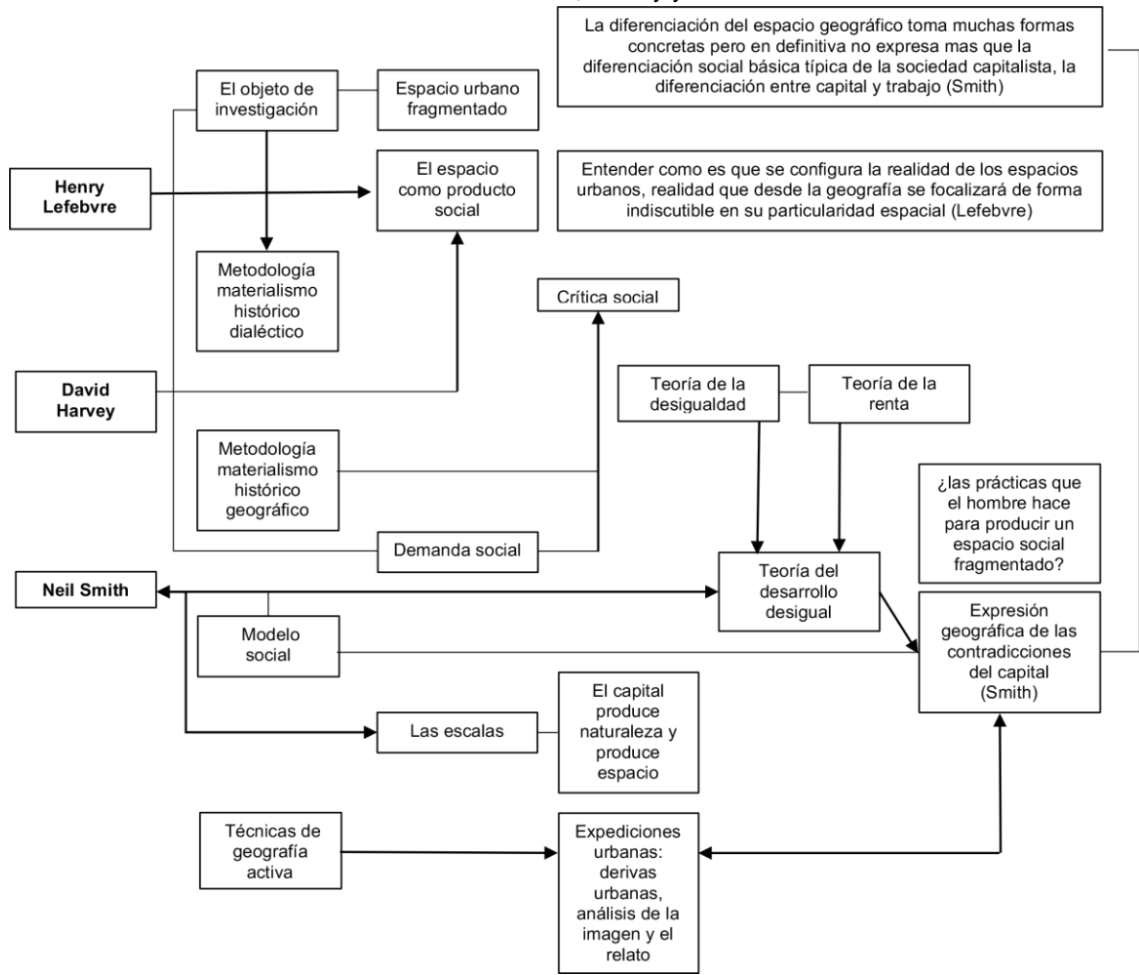 La diferenciación del espacio geográfico toma muchas formas
concretas pero en definitiva no expresa mas que la
diferenciación social básica típica de la sociedad capitalista, la
diferenciación entre capital y trabajo (Smith)
El objeto de
investigación
Espacio urbano
fragmentado
Henry
Lefebvre
El espacio
como producto
social
Entender como es que se configura la realidad de los espacios
urbanos, realidad que desde la geografía se focalizará de forma
indiscutible en su particularidad espacial (Lefebvre)
Metodología
materialismo
histórico
dialéctico
Crítica social
David
Harvey
Teoría de la
desigualdad
Teoría de la
renta
Metodología
materialismo
histórico
geográfico
¿las prácticas que
el hombre hace
para producir un
espacio social
fragmentado?
Demanda social
Neil Smith
Teoría del
desarrollo
desigual
Modelo
social
Expresión
geográfica de las
contradicciones
del capital
(Smith)
Las escalas
El capital
produce
naturaleza y
produce
espacio
Técnicas de
geografía
activa
Expediciones
urbanas:
derivas
urbanas,
análisis de la
imagen y el
relato